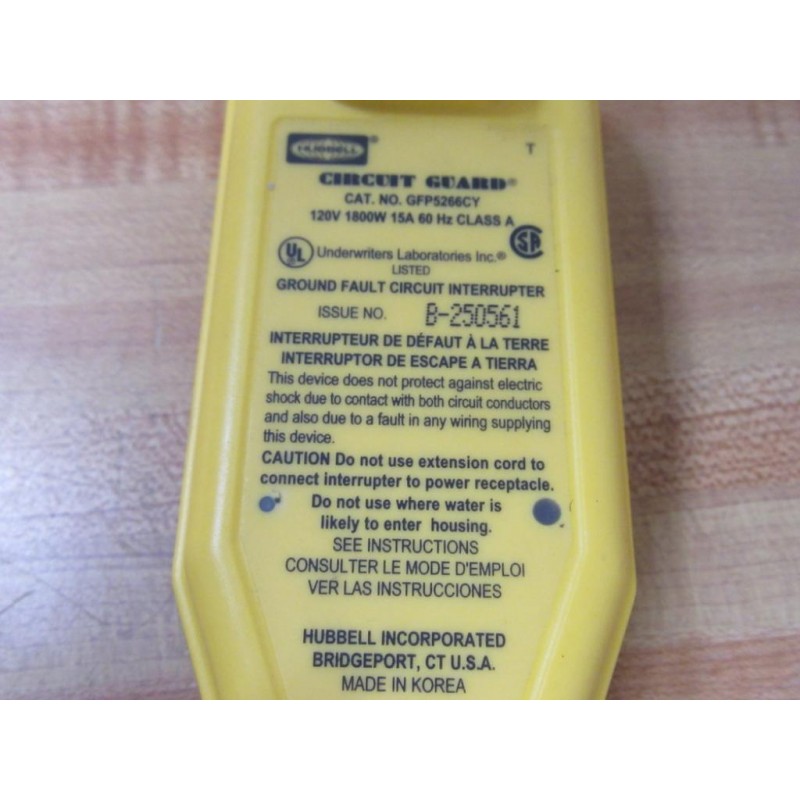 HUBBELL®
T
CIRCUIT GUARD®
CAT. NO. GFP5266CY
120V 1800W 15A 60 Hz CLASS A
UL Underwriters Laboratories Inc.® SA
LISTED
GROUND FAULT CIRCUIT INTERRUPTER
ISSUE NO. B-250561
INTERRUPTEUR DE DÉFAUT À LA TERRE
INTERRUPTOR DE ESCAPE A TIERRA
This device does not protect against electric
shock due to contact with both circuit conductors
and also due to a fault in any wiring supplying
this device.
CAUTION Do not use extension cord to
connect interrupter to power receptacle.
Do not use where water is
likely to enter housing.
SEE INSTRUCTIONS
CONSULTER LE MODE D'EMPLOI
VER LAS INSTRUCCIONES
HUBBELL INCORPORATED
BRIDGEPORT, CT U.S.A.
MADE IN KOREA